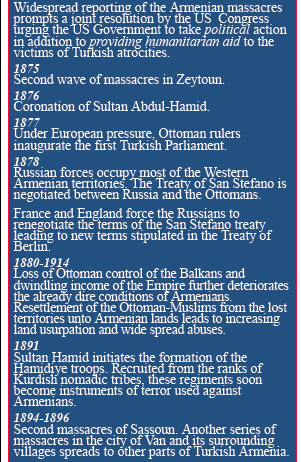 Widespread reporting of the Armenian massacres
prompts a joint resolution by the US  Congress
urging the US Government to take political action
in addition to providing humanitarian aid to the
victims of Turkish atrocities.
1875
Second wave of massacres in Zeytoun.
1876
Coronation of Sultan Abdul-Hamid.
1877
Under European pressure, Ottoman rulers
inaugurate the first Turkish Parliament.
1878
Russian forces occupy most of the Western
Armenian territories. The Treaty of San Stefano is
negotiated between Russia and the Ottomans.
France and England force the Russians to
renegotiate the terms of the San Stefano treaty
leading to new terms stipulated in the Treaty of
Berlin.
1880-1914
Loss of Ottoman control of the Balkans and
dwindling income of the Empire further deteriorates
the already dire conditions of Armenians.
Resettlement of the Ottoman-Muslims from the lost
territories unto Armenian lands leads to increasing
land usurpation and wide spread abuses.
1891
Sultan Hamid initiates the formation of the
Hamidiye troops. Recruited from the ranks of
Kurdish nomadic tribes, these regiments soon
become instruments of terror used against
Armenians.
1894-1896
Second massacres of Sassoun. Another series of
massacres in the city of Van and its surrounding
villages spreads to other parts of Turkish Armenia.